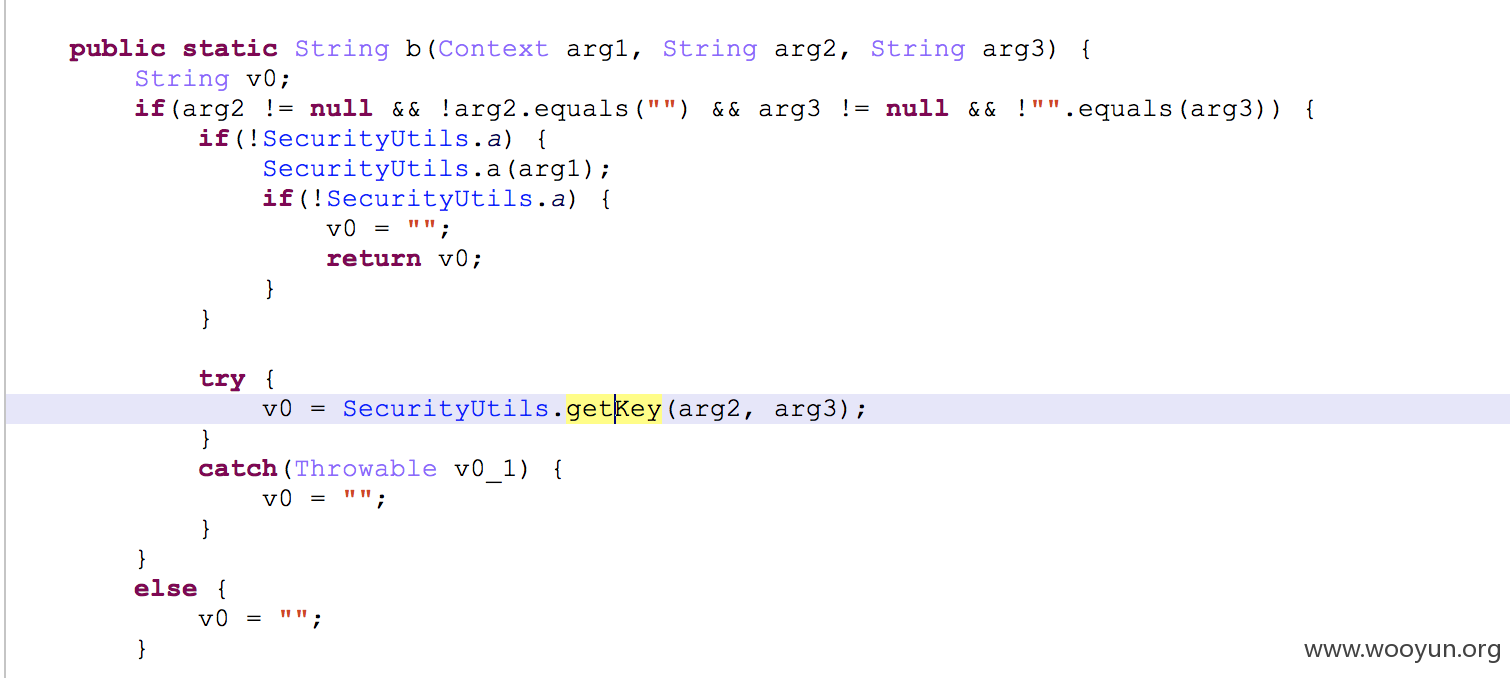 public static String b(Context arg1, String arg2, String arg3) {
    String v0;
    if(arg2 != null && !arg2.equals("") && arg3 != null && !"".equals(arg3)) {
        if(!SecurityUtils.a) {
            SecurityUtils.a(arg1);
            if(!SecurityUtils.a) {
                v0 = "";
                return v0;
            }
        }

        try {
            v0 = SecurityUtils.getKey(arg2, arg3);
        }
        catch(Throwable v0_1) {
            v0 = "";
        }
    }
    else {
        v0 = "";
    }
www.wooyun.org